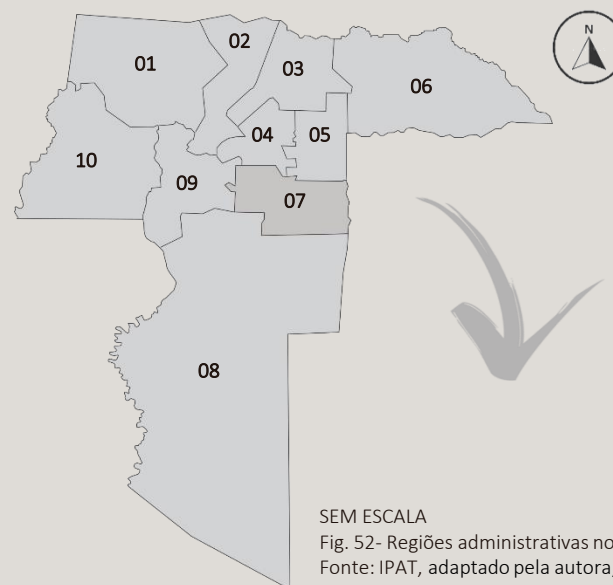 N
02
01
03
06
04
05
10
09
07
08
SEM ESCALA
Fig. 52- Regiões administrativas no
Fonte: IPAT, adaptado pela autora,